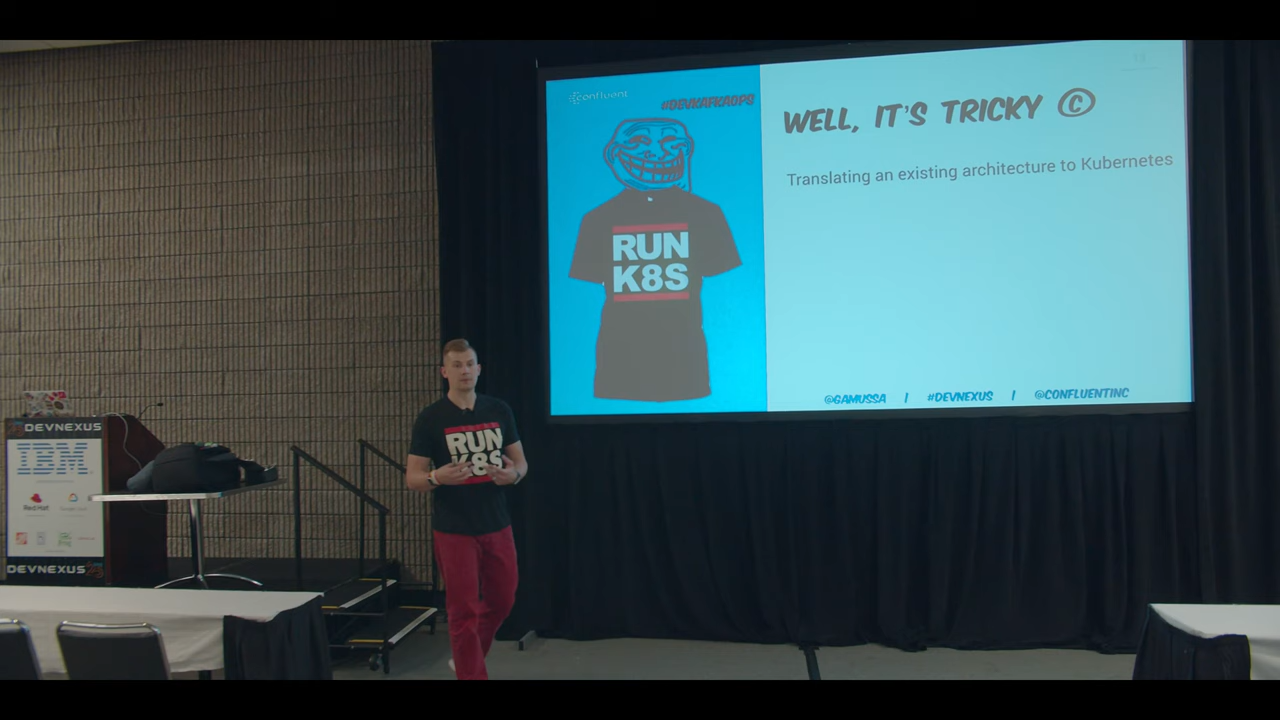 confluent
#DEVKAFKAOPS
WELL, IT'S TRICKY ©
Translating an existing architecture to Kubernetes
RUN
K8S
@GAMUSSA | #DEVNEXUS | @CONFLUENTINC
RUN
K8S
DEVNEXUS
IBM
Red Hat
DEVNEXUS